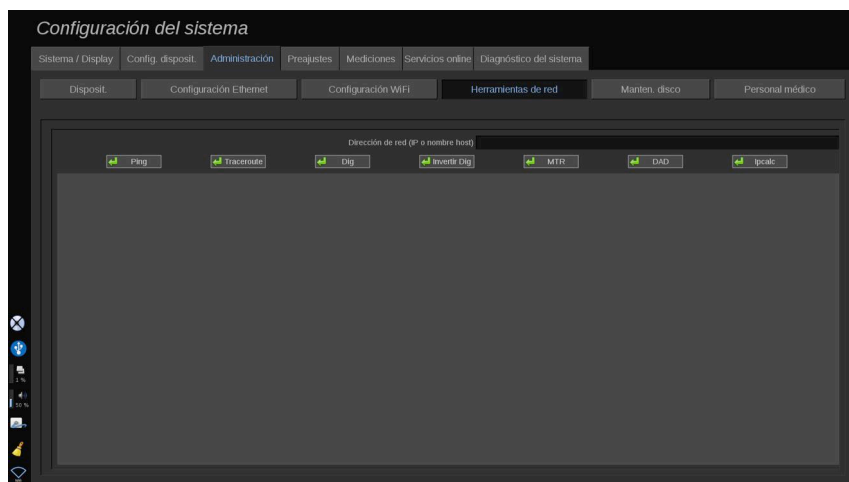 Configuración del sistema
Sistema / Display Config. disposit. Administración Preajustes Mediciones Servicios online Diagnóstico del sistema
Disposit. Configuración Ethernet Configuración WiFi Herramientas de red Manten. disco Personal médico
Dirección de red (IP o nombre host)
Ping Traceroute Dig Invertir Dig MTR DAD Ipcalc
1 %
50 %